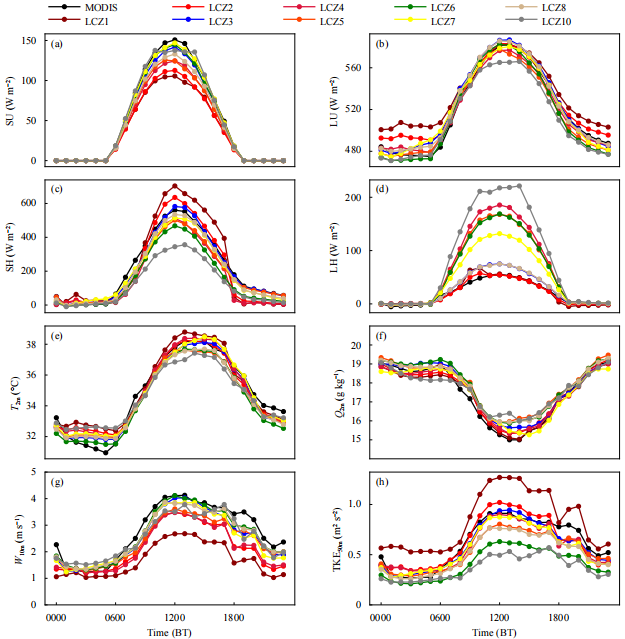 MODIS LCZ2 LCZ4 LCZ6 LCZ8
LCZ1 LCZ3 LCZ5 LCZ7 LCZ10
(a) (b)
SU (W m⁻²) 150 100 50 0
LU (W m⁻²) 560 520 480
(c) (d)
SH (W m⁻²) 600 400 200 0
LH (W m⁻²) 200 100 0
(e) (f)
T₂ₘ (°C) 38 36 34 32
Q₂ₘ (g kg⁻¹) 21 20 19 18 17 16 15
(g) (h)
W₁₀ₘ (m s⁻¹) 5 4 3 2 1 0
TKE₅₀ₘ (m² s⁻²) 1.0 0.5 0
0000 0600 1200 1800 0000 0600 1200 1800
Time (BT) Time (BT)